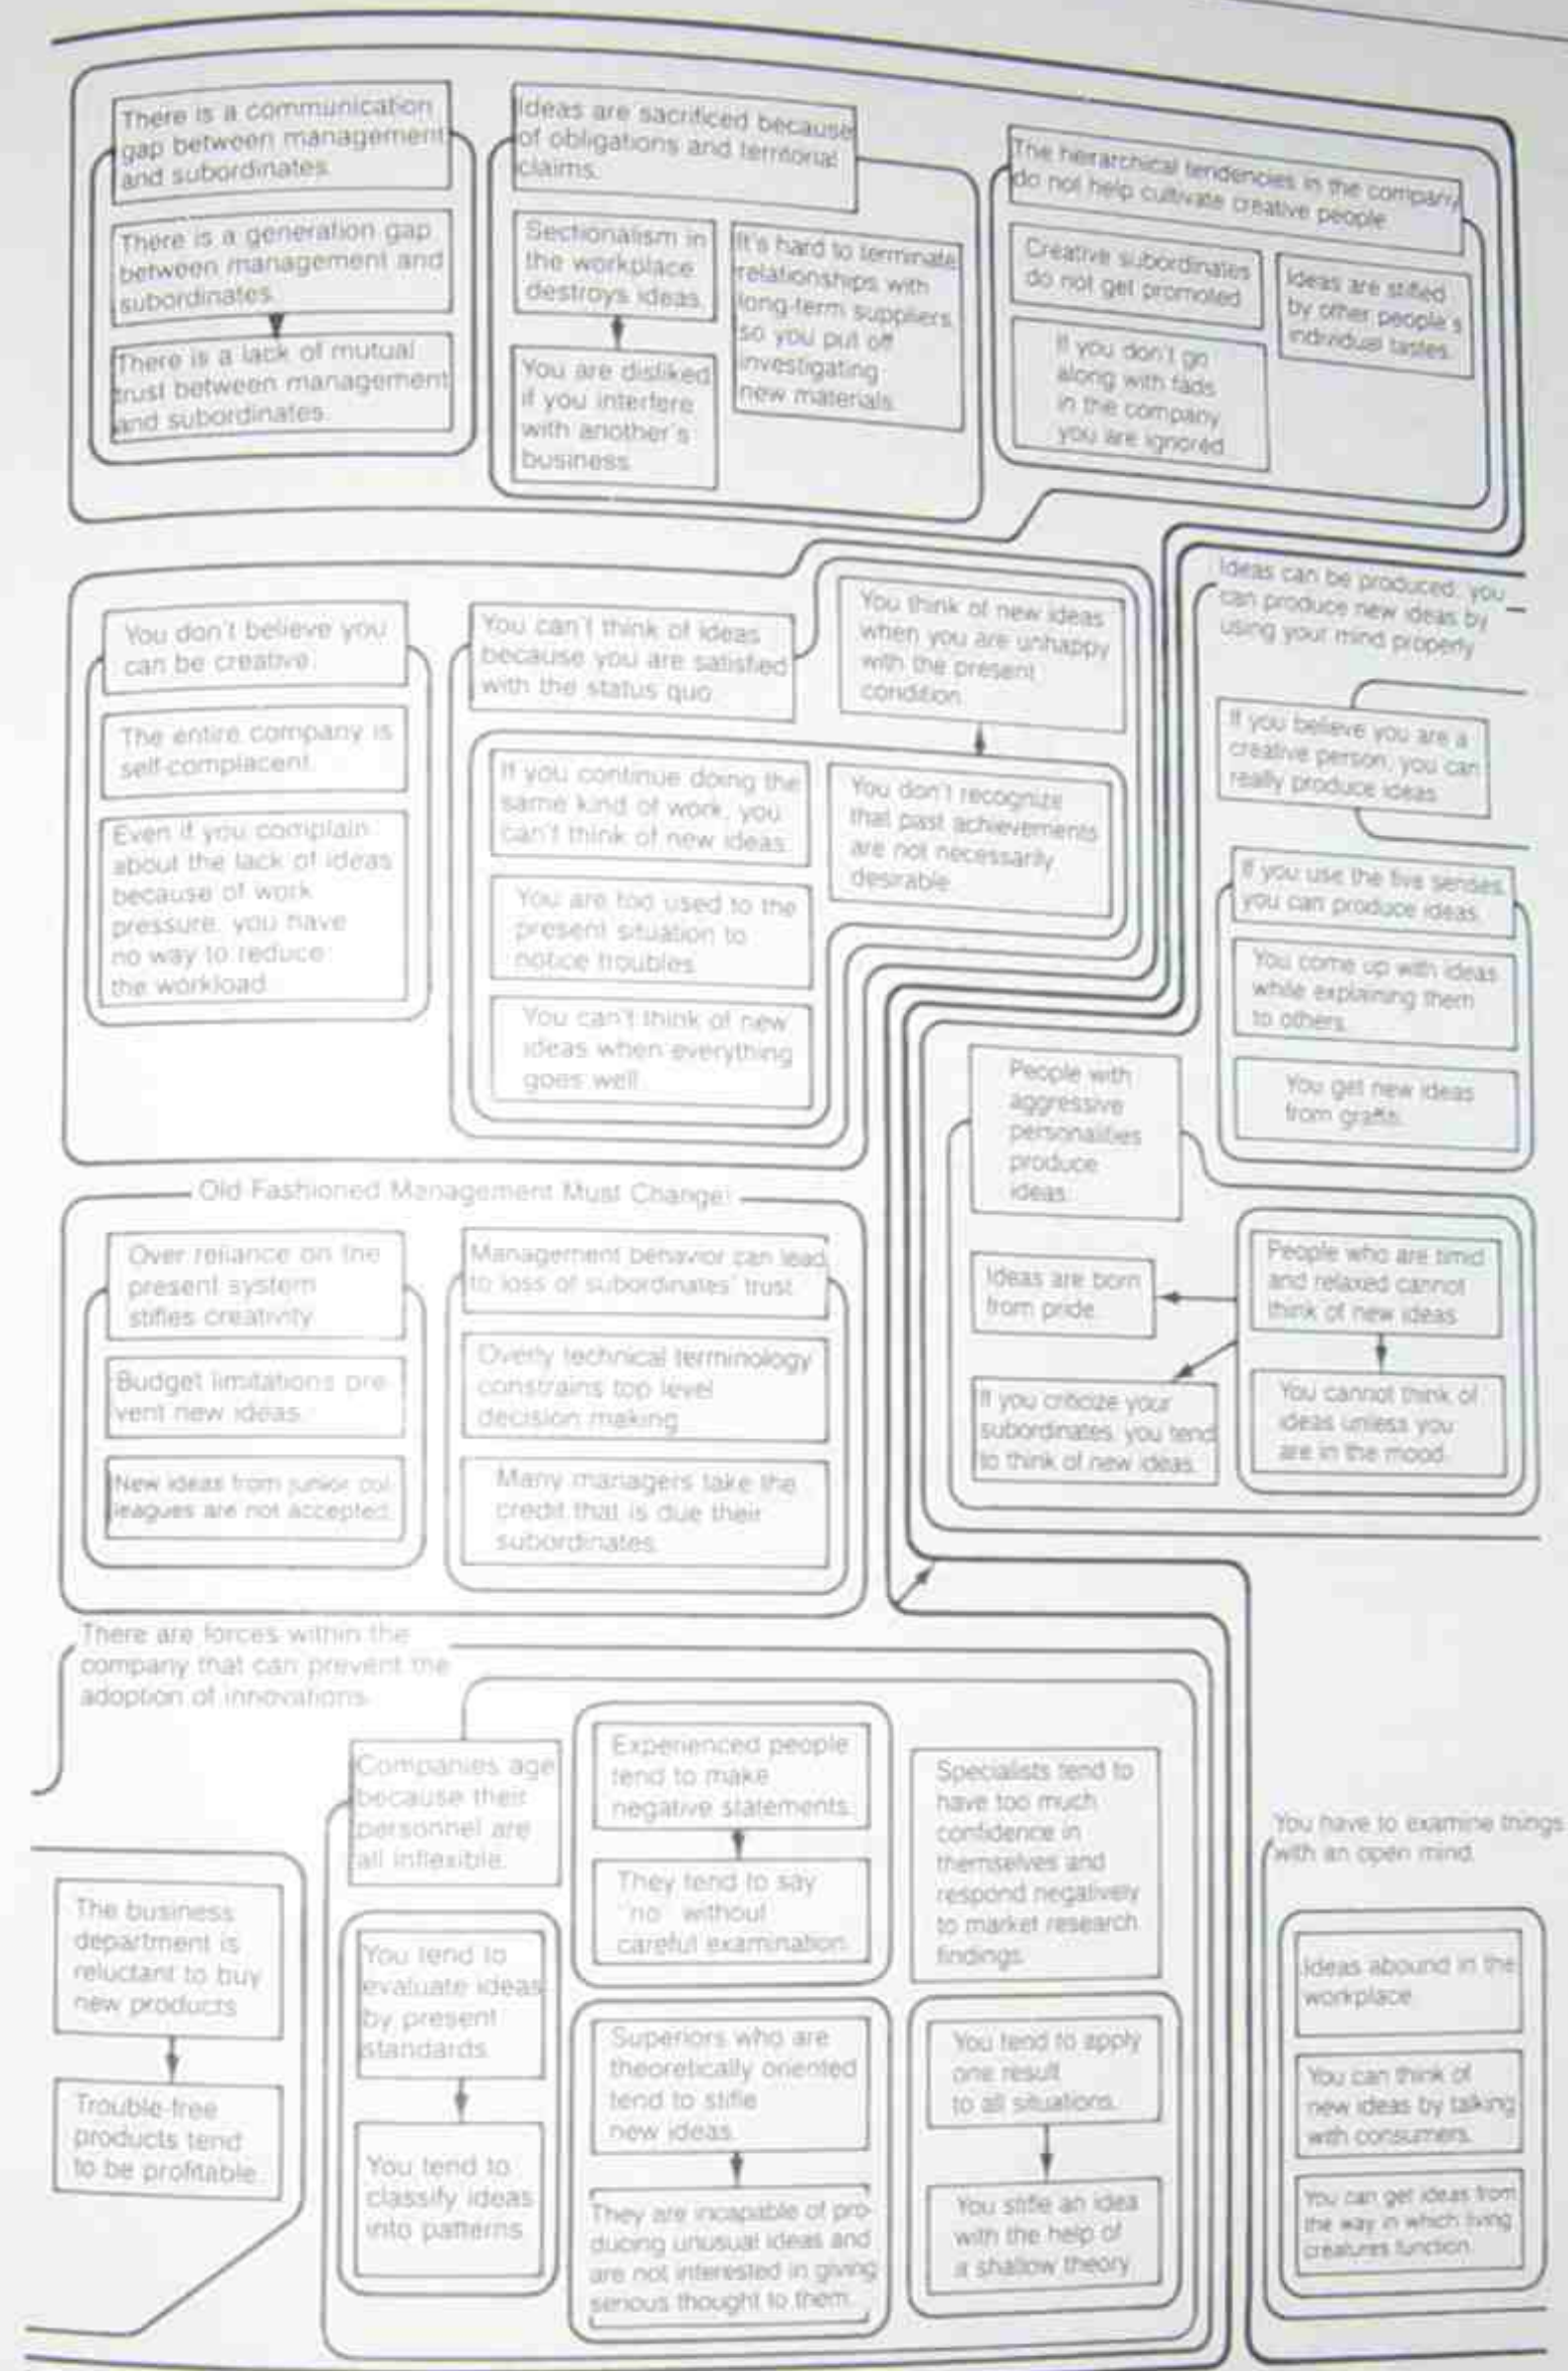 There is a communication
gap between management
and subordinates.
There is a generation gap
between management and
subordinates.
There is a lack of mutual
trust between management
and subordinates.
Ideas are sacrificed because
of obligations and territorial
claims.
Sectionalism in
the workplace
destroys ideas.
You are disliked
if you interfere
with another's
business.
It's hard to terminate
relationships with
long-term suppliers,
so you put off
investigating
new materials.
The heirarchical tendencies in the company
do not help cultivate creative people.
Creative subordinates
do not get promoted.
If you don't go
along with fads
in the company,
you are ignored.
Ideas are stifled
by other people's
individual tastes.
You don't believe you
can be creative.
The entire company is
self-complacent.
Even if you complain
about the lack of ideas
because of work
pressure, you have
no way to reduce
the workload.
You can't think of ideas
because you are satisfied
with the status quo.
You think of new ideas
when you are unhappy
with the present
condition.
If you continue doing the
same kind of work, you
can't think of new ideas.
You are too used to the
present situation to
notice troubles.
You can't think of new
ideas when everything
goes well.
You don't recognize
that past achievements
are not necessarily
desirable.
Ideas can be produced; you
can produce new ideas by
using your mind properly.
If you believe you are a
creative person, you can
really produce ideas.
If you use the five senses,
you can produce ideas.
You come up with ideas
while explaining them
to others.
You get new ideas
from graffiti.
People with
aggressive
personalities
produce
ideas.
Ideas are born
from pride.
If you criticize your
subordinates, you tend
to think of new ideas.
People who are timid
and relaxed cannot
think of new ideas.
You cannot think of
ideas unless you
are in the mood.
Old Fashioned Management Must Change!
Over reliance on the
present system
stifles creativity.
Budget limitations pre-
vent new ideas.
New ideas from junior col-
leagues are not accepted.
Management behavior can lead
to loss of subordinates' trust.
Overly technical terminology
constrains top level
decision making.
Many managers take the
credit that is due their
subordinates.
There are forces within the
company that can prevent the
adoption of innovations.
The business
department is
reluctant to buy
new products.
Trouble-free
products tend
to be profitable.
Companies age
because their
personnel are
all inflexible.
You tend to
evaluate ideas
by present
standards.
You tend to
classify ideas
into patterns.
Experienced people
tend to make
negative statements.
They tend to say
"no" without
careful examination.
Superiors who are
theoretically oriented
tend to stifle
new ideas.
They are incapable of pro-
ducing unusual ideas and
are not interested in giving
serious thought to them.
Specialists tend to
have too much
confidence in
themselves and
respond negatively
to market research
findings.
You tend to apply
one result
to all situations.
You stifle an idea
with the help of
a shallow theory.
You have to examine things
with an open mind.
Ideas abound in the
workplace.
You can think of
new ideas by talking
with consumers.
You can get ideas from
the way in which living
creatures function.